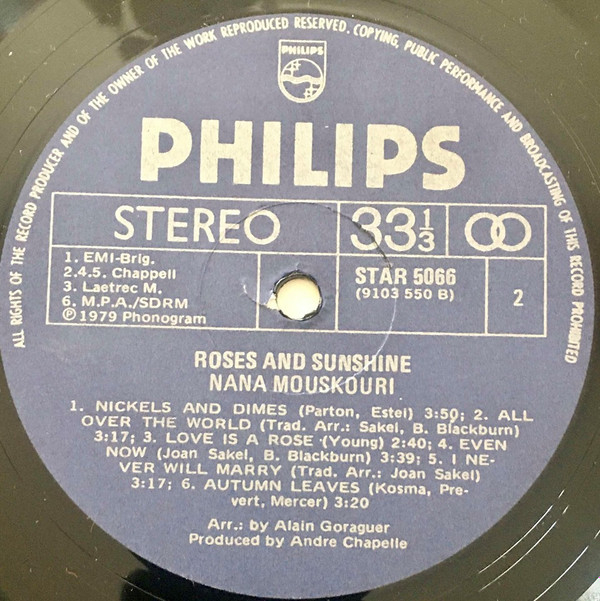 ALL RIGHTS OF THE RECORD PRODUCER AND OF THE OWNER OF THE WORK REPRODUCED RESERVED. COPYING, PUBLIC PERFORMANCE AND BROADCASTING OF THIS RECORD PROHIBITED
PHILIPS
PHILIPS
STEREO
33 1/3
1. EMI-Brig.
2.4.5. Chappell
3. Laetrec M.
6. M.P.A./SDRM
Ⓟ 1979 Phonogram
STAR 5066
(9103 550 B)
2
ROSES AND SUNSHINE
NANA MOUSKOURI
1. NICKELS AND DIMES (Parton, Estel) 3:50; 2. ALL
OVER THE WORLD (Trad. Arr.: Sakel, B. Blackburn)
3:17; 3. LOVE IS A ROSE (Young) 2:40; 4. EVEN
NOW (Joan Sakel, B. Blackburn) 3:39; 5. I NE-
VER WILL MARRY (Trad. Arr.: Joan Sakel)
3:17; 6. AUTUMN LEAVES (Kosma, Pre-
vert, Mercer) 3:20
Arr.: by Alain Goraguer
Produced by Andre Chapelle